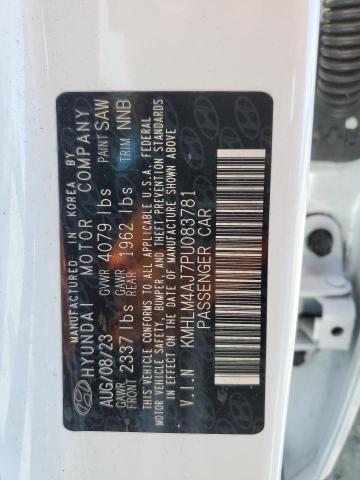 MANUFACTURED IN KOREA BY
HYUNDAI MOTOR COMPANY
AUG/08/23 GVWR 4079 lbs PAINT SAW
GAWR FRONT 2337 lbs GAWR REAR 1962 lbs TRIM NNB
THIS VEHICLE CONFORMS TO ALL APPLICABLE U.S.A. FEDERAL
MOTOR VEHICLE SAFETY, BUMPER, AND THEFT PREVENTION STANDARDS
IN EFFECT ON THE DATE OF MANUFACTURE SHOWN ABOVE
V.I.N KMHLM4AJ7PU083781
PASSENGER CAR